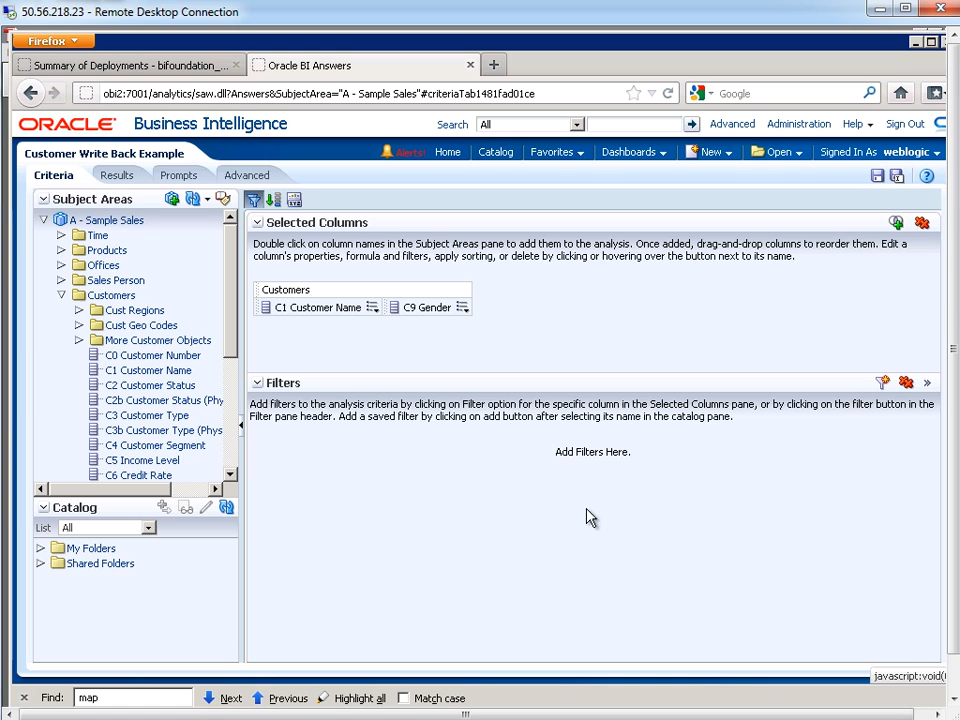 50.56.218.23 - Remote Desktop Connection
Firefox
Summary of Deployments - bifoundation_...
Oracle BI Answers
obi2:7001/analytics/saw.dll?Answers&SubjectArea="A - Sample Sales"#criteriaTab1481fad01ce
Google
ORACLE Business Intelligence
Search All Advanced Administration Help Sign Out
Customer Write Back Example
Alerts! Home Catalog Favorites Dashboards New Open Signed In As weblogic
Criteria Results Prompts Advanced
Subject Areas
A - Sample Sales
Time
Products
Offices
Sales Person
Customers
Cust Regions
Cust Geo Codes
More Customer Objects
C0 Customer Number
C1 Customer Name
C2 Customer Status
C2b Customer Status (Phy
C3 Customer Type
C3b Customer Type (Phys
C4 Customer Segment
C5 Income Level
C6 Credit Rate
Catalog
List All
My Folders
Shared Folders
Selected Columns
Double click on column names in the Subject Areas pane to add them to the analysis. Once added, drag-and-drop columns to reorder them. Edit a
column's properties, formula and filters, apply sorting, or delete by clicking or hovering over the button next to its name.
Customers
C1 Customer Name C9 Gender
Filters
Add filters to the analysis criteria by clicking on Filter option for the specific column in the Selected Columns pane, or by clicking on the filter button in the
Filter pane header. Add a saved filter by clicking on add button after selecting its name in the catalog pane.
Add Filters Here.
javascript:void(
Find: map Next Previous Highlight all Match case